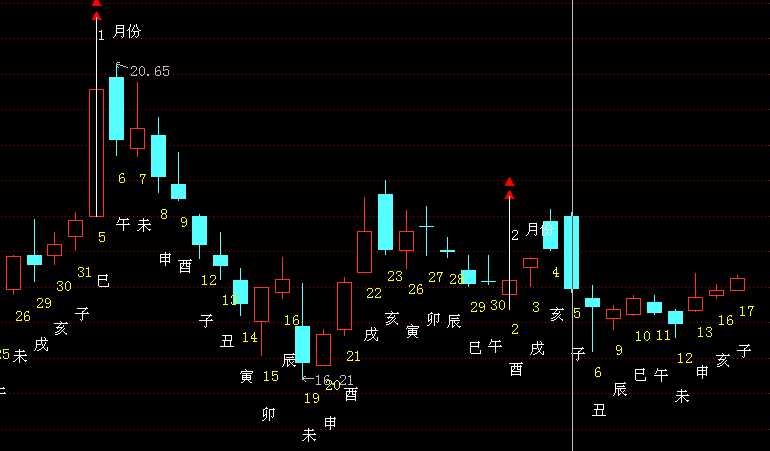 1 月份
20.65
6
7
8
9
午 未
5
2
月份
巳
申 酉
4
23
26
27
28
12
13
22
29
30
3
31
子
30
29
26
亥
戌
未
25
16
14
子
丑
寅
15
卯
辰
16.21
19
20
21
酉
申
未
戌
亥
寅
卯
辰
巳
午
2
酉
戌
亥
5
子
6
丑
9
辰
10
巳
11
午
12
未
13
申
16
亥
17
子